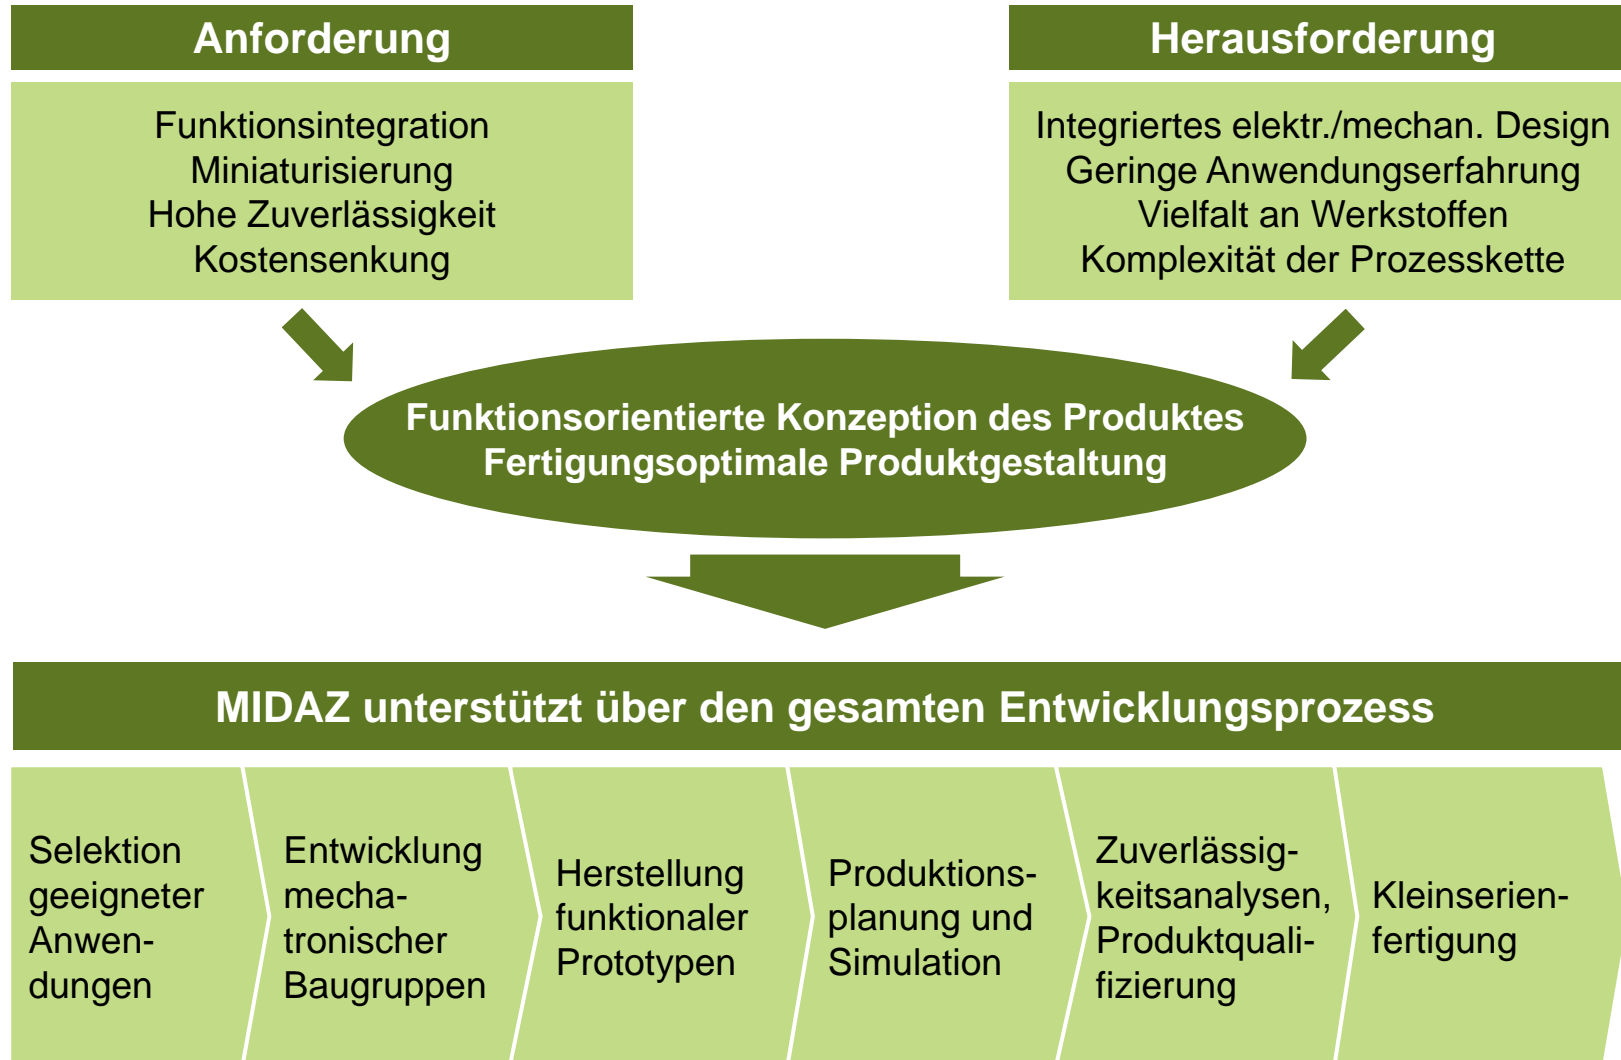 Anforderung
Funktionsintegration
Miniaturisierung
Hohe Zuverlässigkeit
Kostensenkung
Herausforderung
Integriertes elektr./mechan. Design
Geringe Anwendungserfahrung
Vielfalt an Werkstoffen
Komplexität der Prozesskette
Funktionsorientierte Konzeption des Produktes
Fertigungsoptimale Produktgestaltung
MIDAZ unterstützt über den gesamten Entwicklungsprozess
Selektion
geeigneter
Anwen-
dungen
Entwicklung
mecha-
tronischer
Baugruppen
Herstellung
funktionaler
Prototypen
Produktions-
planung und
Simulation
Zuverlässig-
keitsanalysen,
Produktquali-
fizierung
Kleinserien-
fertigung